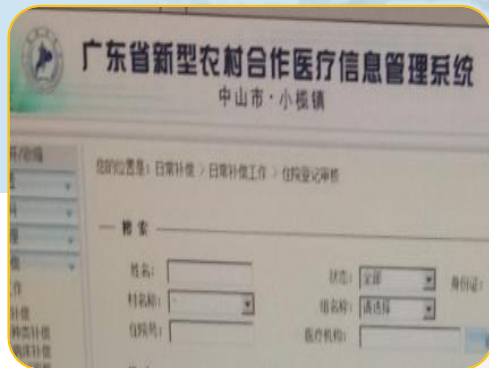 广东省新型农村合作医疗信息管理系统
中山市·小榄镇
您的位置是：日常补偿 > 日常补偿工作 > 住院登记审核
搜索
姓名：
状态：全部
身份证：
村名称：
组名称：请选择
住院号：
医疗机构：